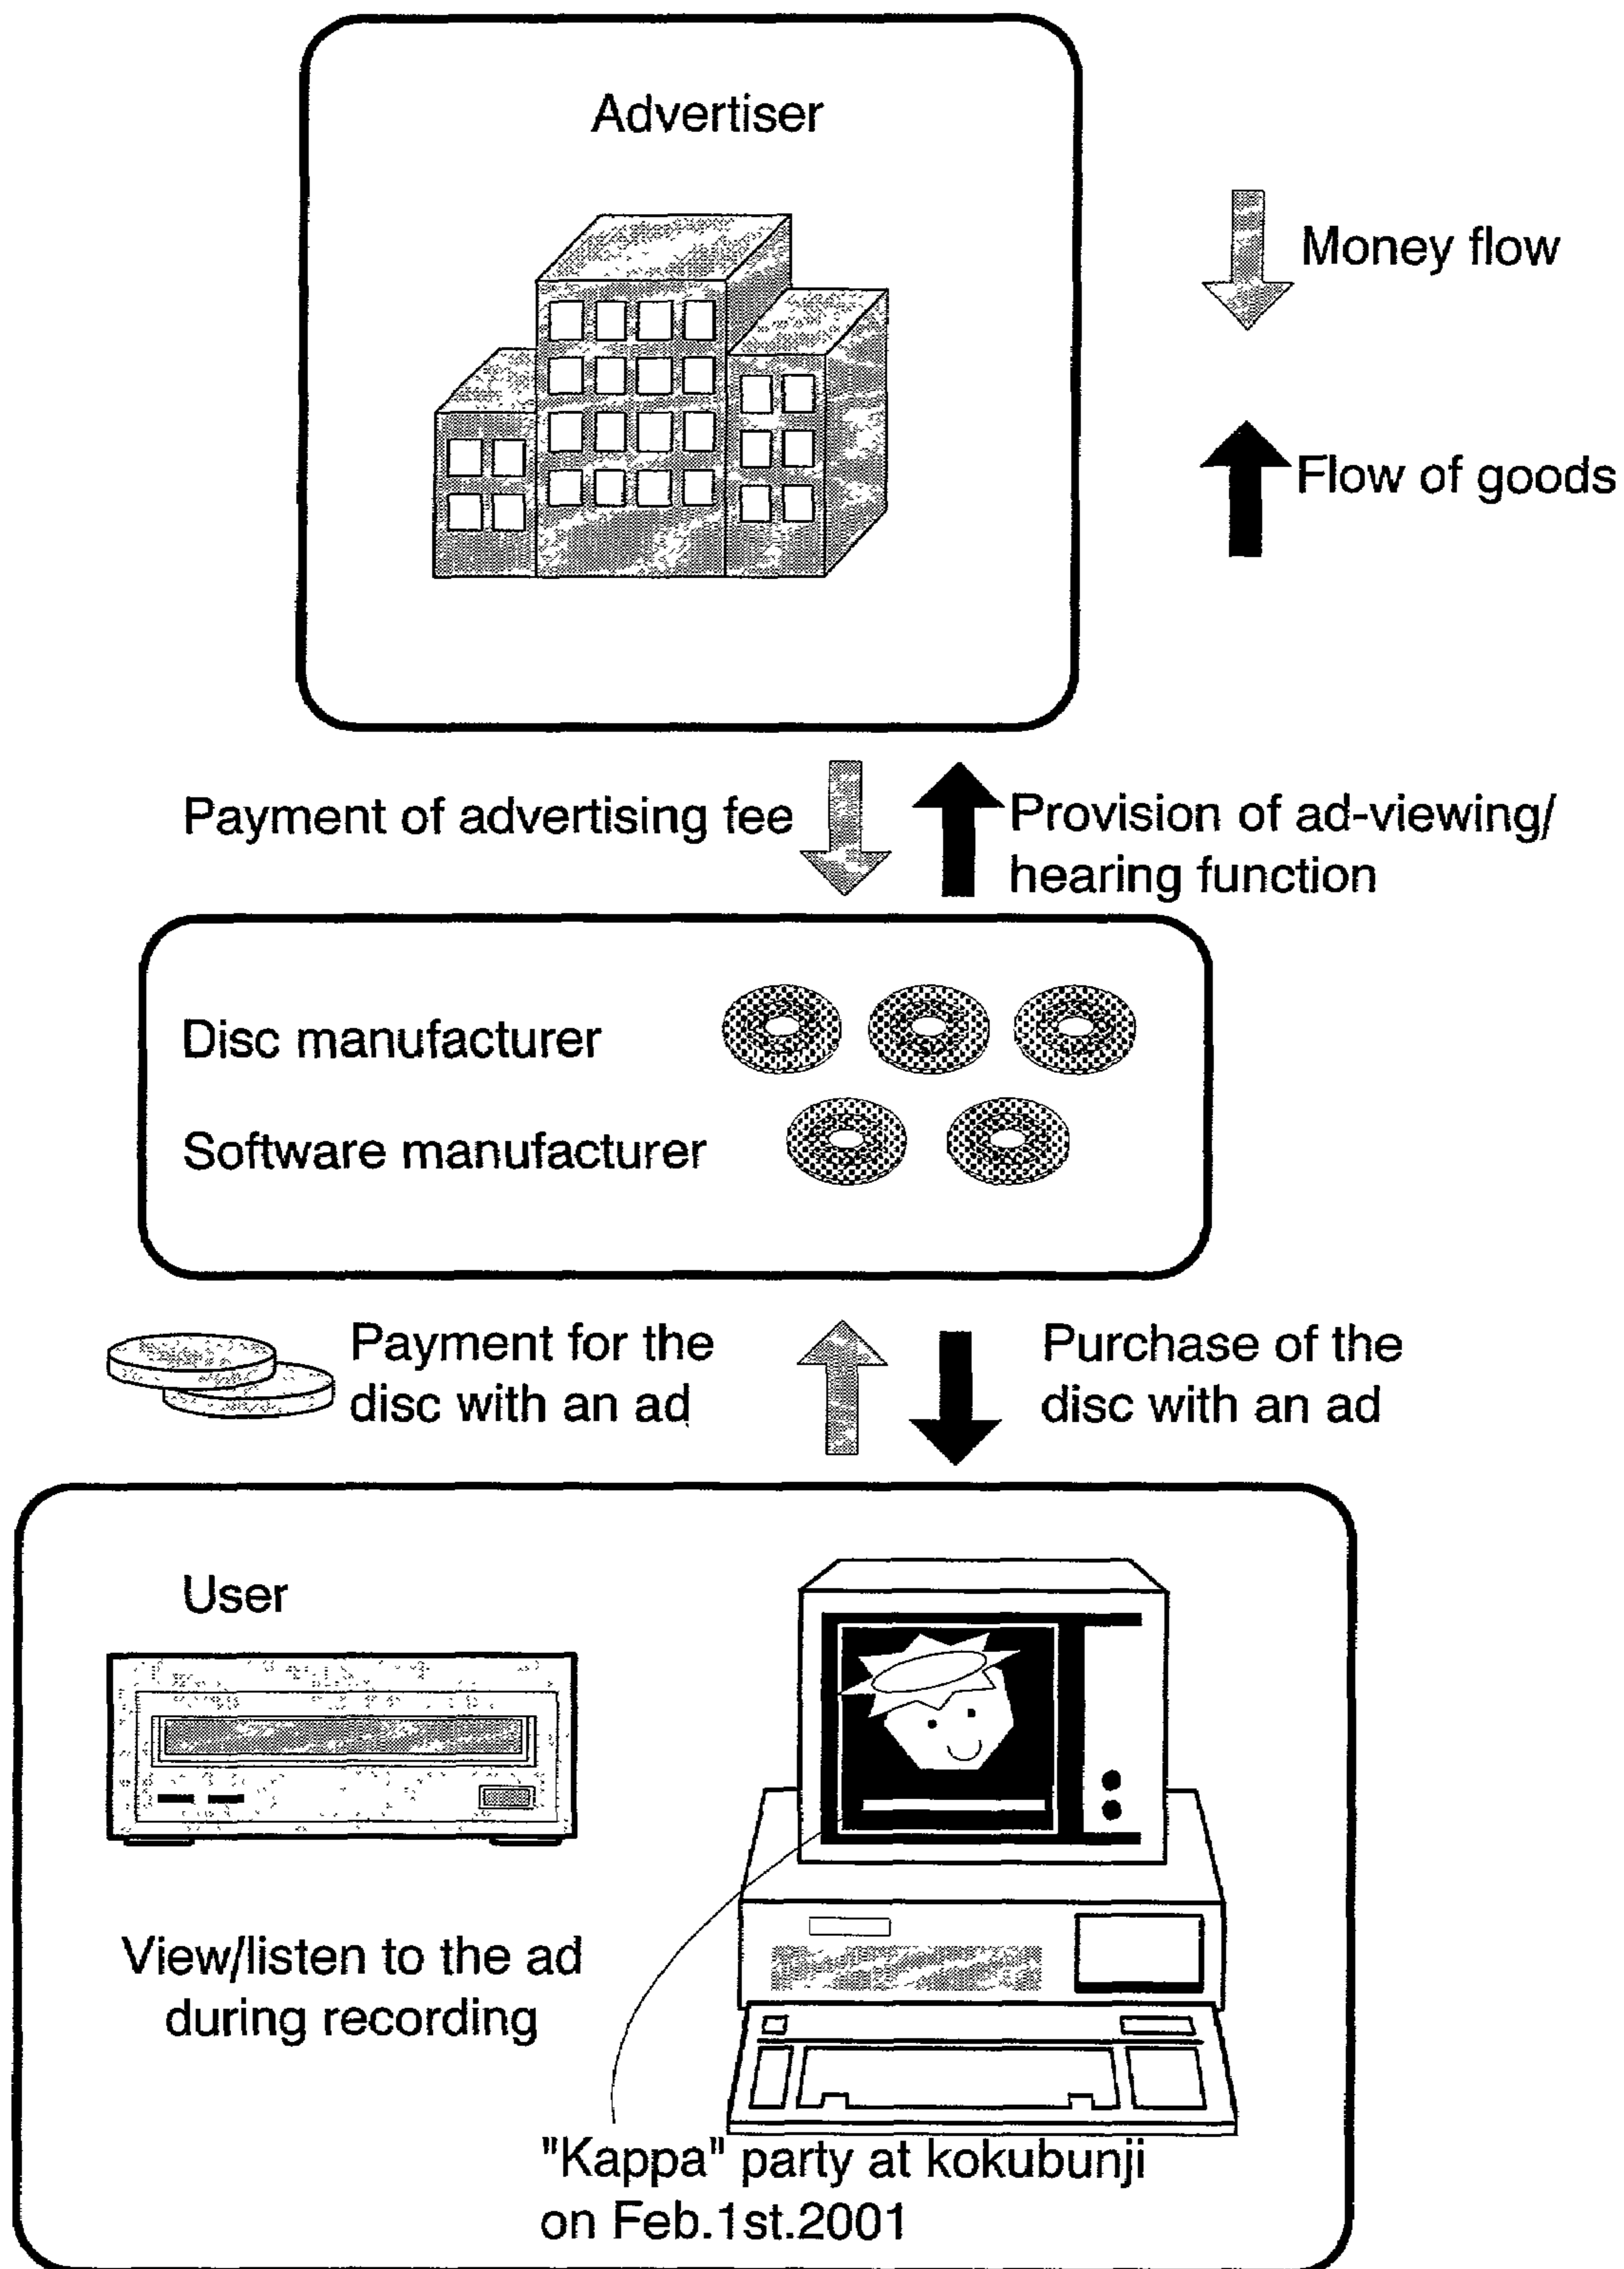 Advertiser
Money flow
Flow of goods
Payment of advertising fee
Provision of ad-viewing/
hearing function
Disc manufacturer
Software manufacturer
Payment for the
disc with an ad
Purchase of the
disc with an ad
User
View/listen to the ad
during recording
"Kappa" party at kokubunji
on Feb.1st.2001